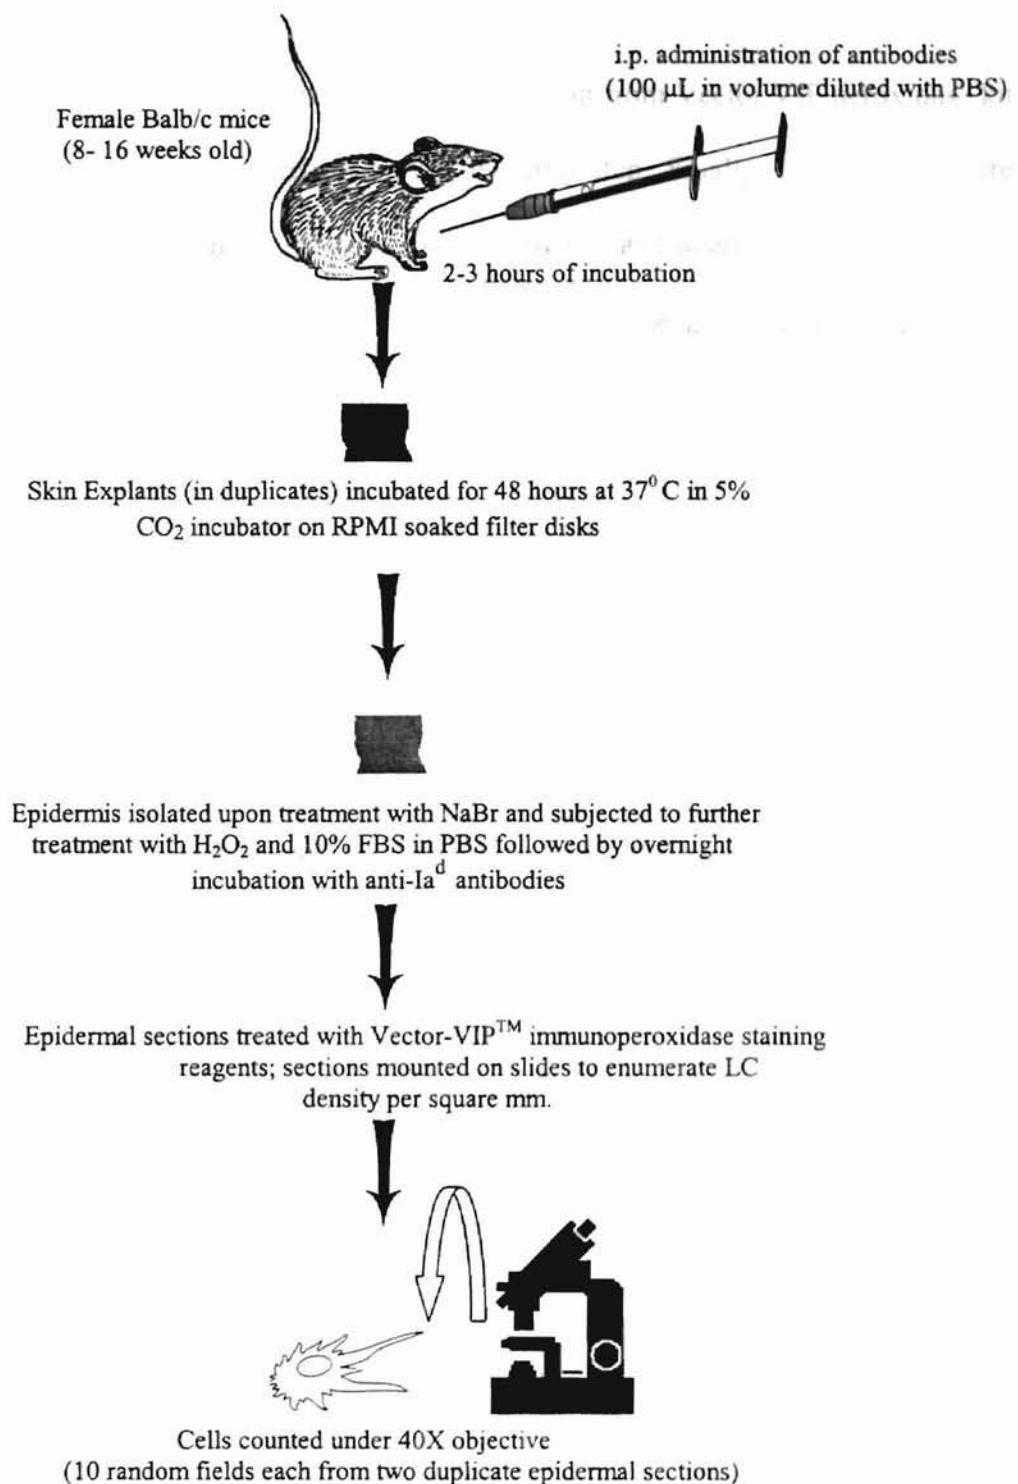 i.p. administration of antibodies
(100 µL in volume diluted with PBS)
Female Balb/c mice
(8- 16 weeks old)
2-3 hours of incubation
Skin Explants (in duplicates) incubated for 48 hours at 37⁰ C in 5%
CO₂ incubator on RPMI soaked filter disks
Epidermis isolated upon treatment with NaBr and subjected to further
treatment with H₂O₂ and 10% FBS in PBS followed by overnight
incubation with anti-Iaᵈ antibodies
Epidermal sections treated with Vector-VIP™ immunoperoxidase staining
reagents; sections mounted on slides to enumerate LC
density per square mm.
Cells counted under 40X objective
(10 random fields each from two duplicate epidermal sections)